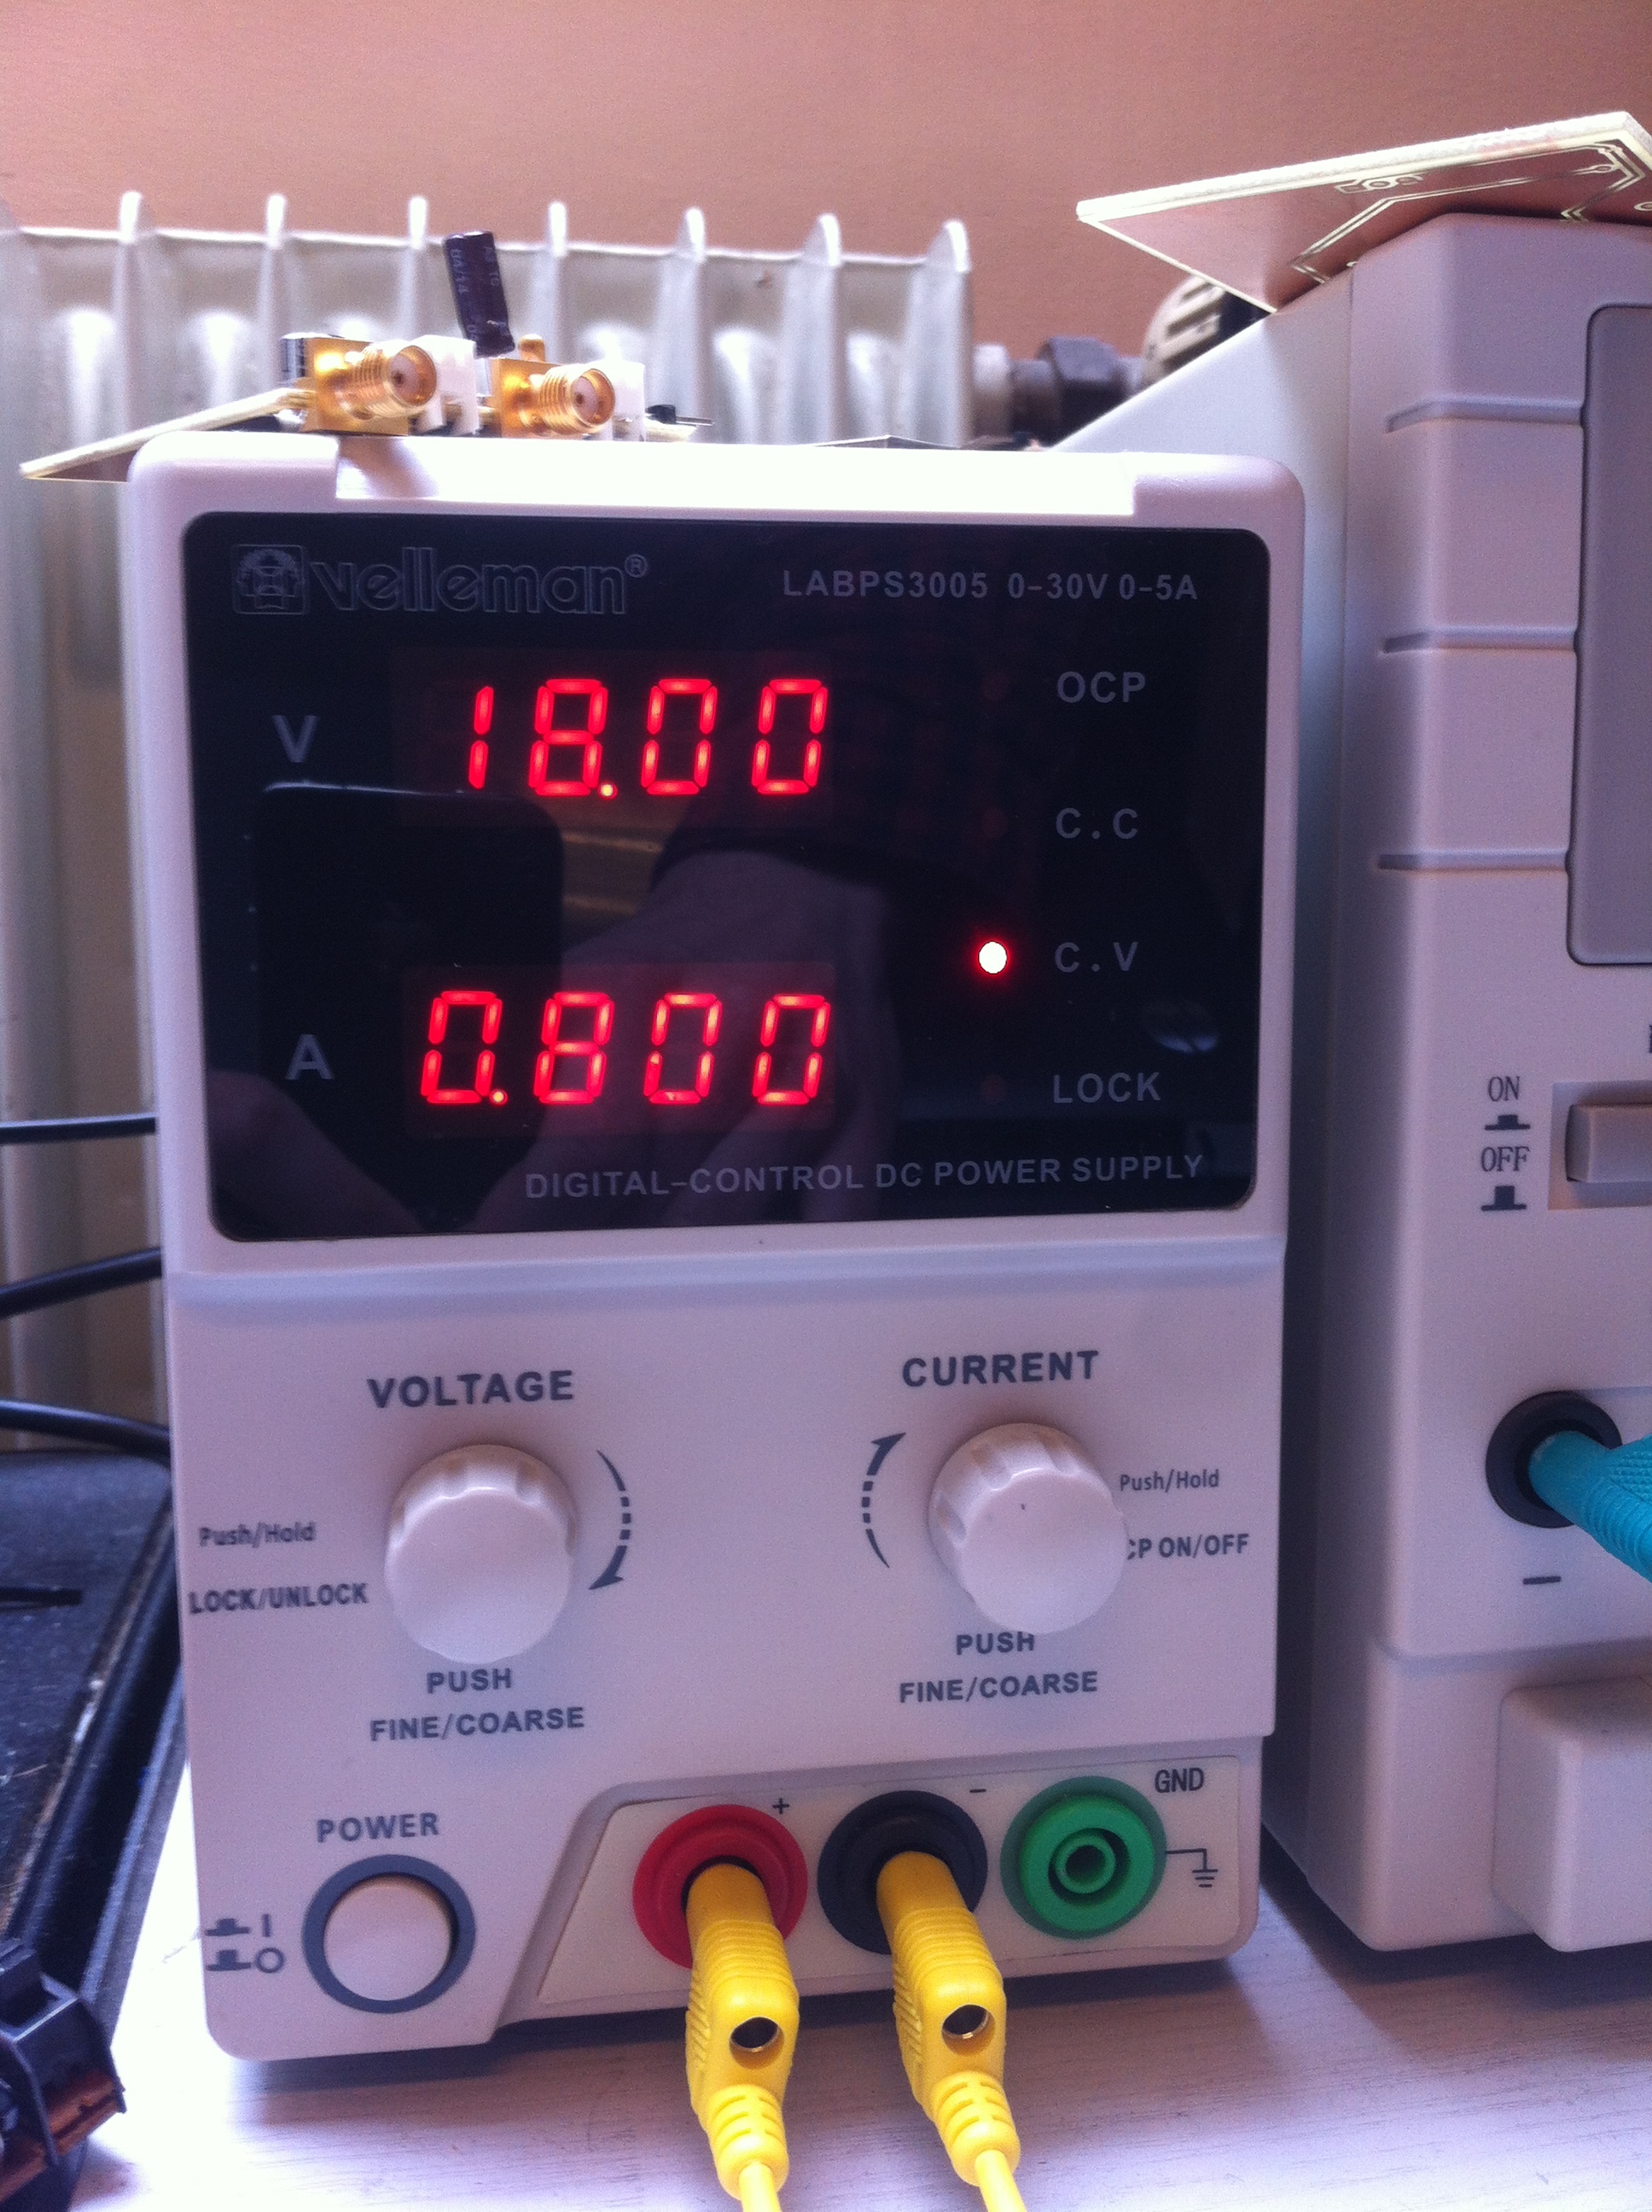 velleman®
LABPS3005 0-30V 0-5A
V 18.00
OCP
C.C
C.V
A 0.800
LOCK
DIGITAL-CONTROL DC POWER SUPPLY
ON
OFF
VOLTAGE
CURRENT
Push/Hold
LOCK/UNLOCK
Push/Hold
CP ON/OFF
PUSH
FINE/COARSE
PUSH
FINE/COARSE
−
POWER
I
O
+
-
GND